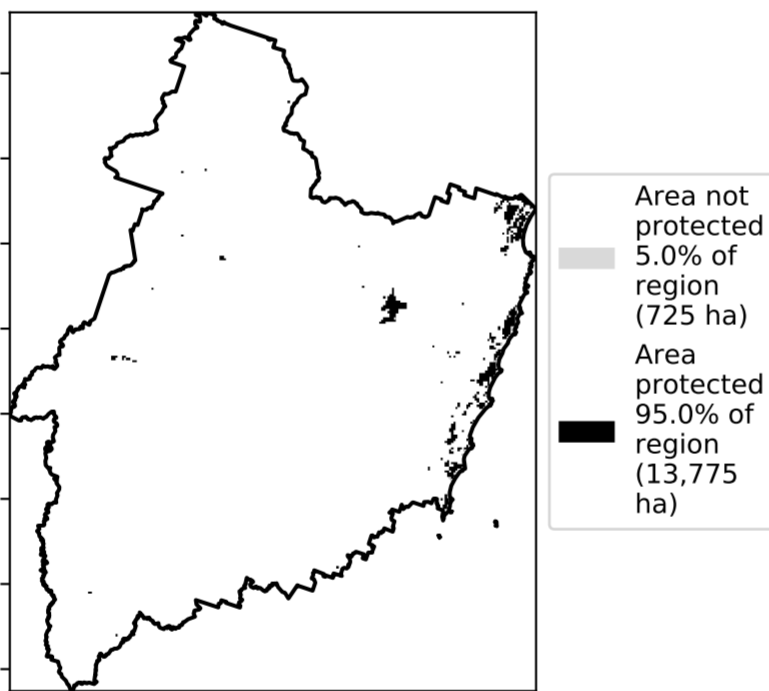 Area not
protected
5.0% of
region
(725 ha)
Area
protected
95.0% of
region
(13,775
ha)